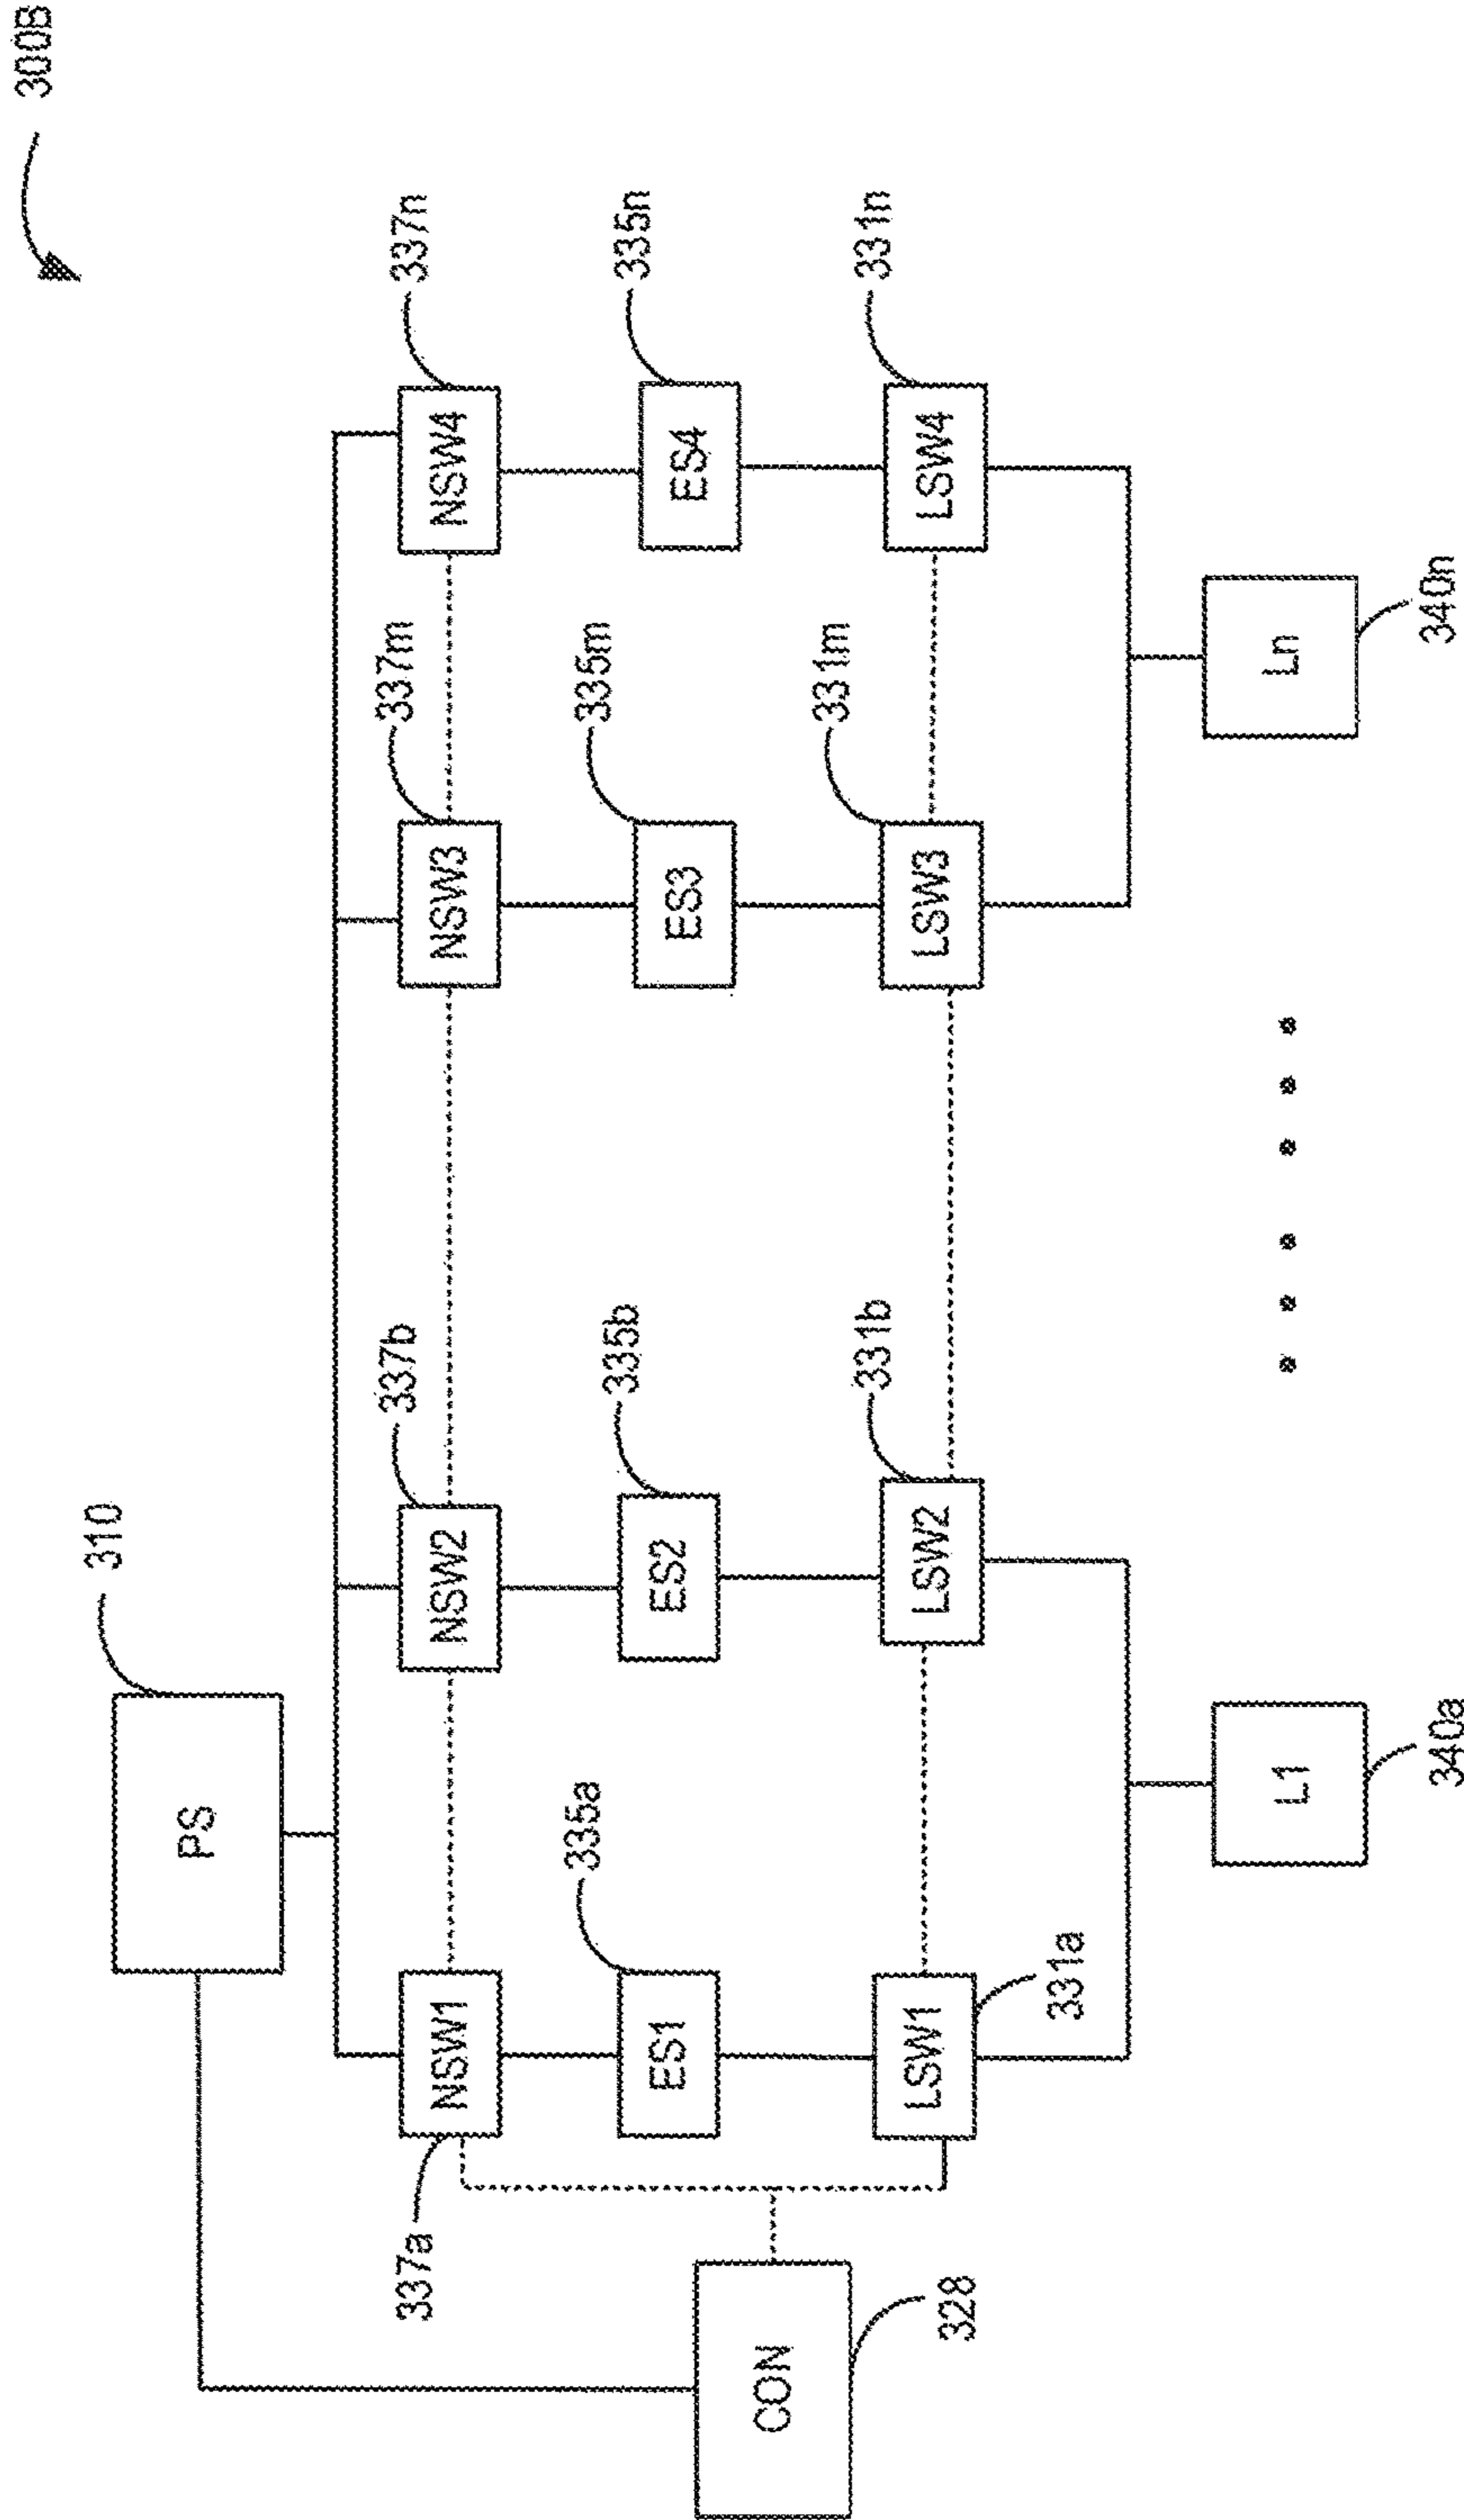 300B
PS
310
337a
NSW1
NSW2
337b
NSW3
337m
NSW4
337n
ES1
335a
ES2
335b
ES3
335m
ES4
335n
CON
328
LSW1
331a
LSW2
331b
LSW3
331m
LSW4
331n
L1
340a
Ln
340n